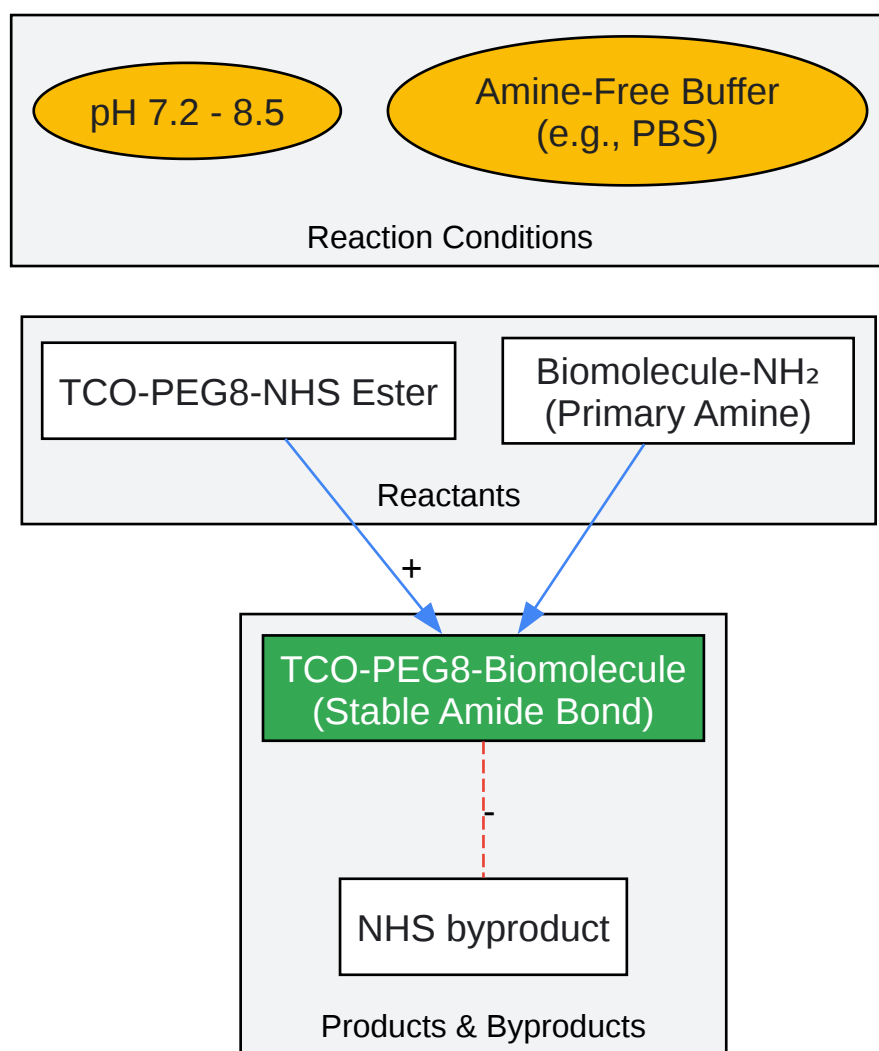 pH 7.2 - 8.5
Amine-Free Buffer
(e.g., PBS)
Reaction Conditions
TCO-PEG8-NHS Ester
Biomolecule-NH₂
(Primary Amine)
Reactants
+
TCO-PEG8-Biomolecule
(Stable Amide Bond)
-
NHS byproduct
Products & Byproducts